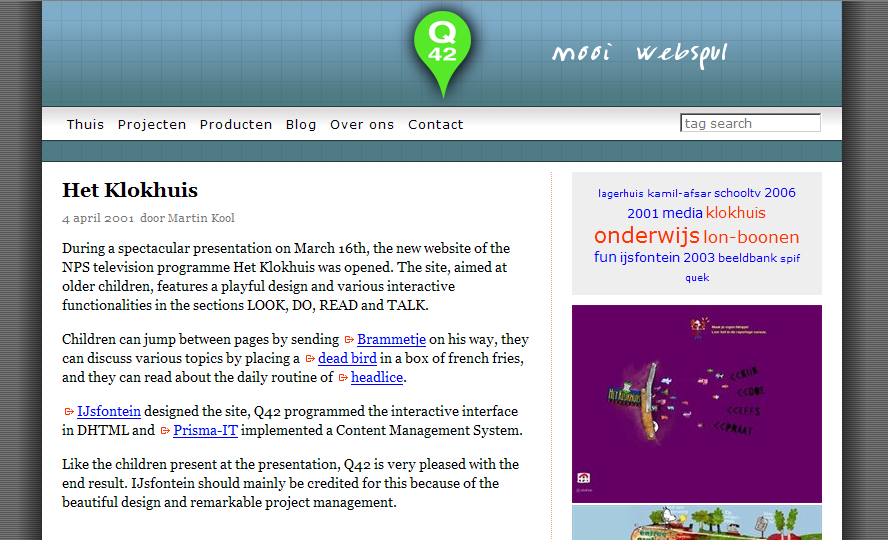 Q
42
mooi webspul
Thuis Projecten Producten Blog Over ons Contact
tag search
Het Klokhuis
4 april 2001 door Martin Kool
During a spectacular presentation on March 16th, the new website of the
NPS television programme Het Klokhuis was opened. The site, aimed at
older children, features a playful design and various interactive
functionalities in the sections LOOK, DO, READ and TALK.
Children can jump between pages by sending Brammetje on his way, they
can discuss various topics by placing a dead bird in a box of french fries,
and they can read about the daily routine of headlice.
IJsfontein designed the site, Q42 programmed the interactive interface
in DHTML and Prisma-IT implemented a Content Management System.
Like the children present at the presentation, Q42 is very pleased with the
end result. IJsfontein should mainly be credited for this because of the
beautiful design and remarkable project management.
lagerhuis kamil-afsar schooltv 2006
2001 media klokhuis
onderwijs lon-boonen
fun ijsfontein 2003 beeldbank spif
quek
HET KLOKHUIS
<<KIJK
<<DOE
<<LEES
<<PRAAT